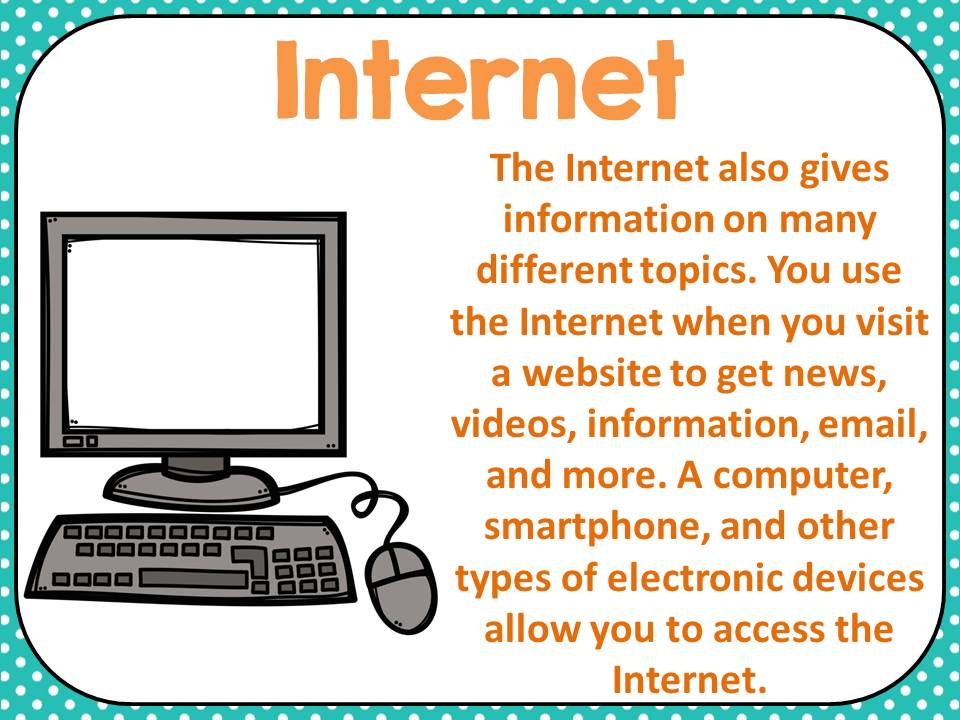 Internet
The Internet also gives
information on many
different topics. You use
the Internet when you visit
a website to get news,
videos, information, email,
and more. A computer,
smartphone, and other
types of electronic devices
allow you to access the
Internet.